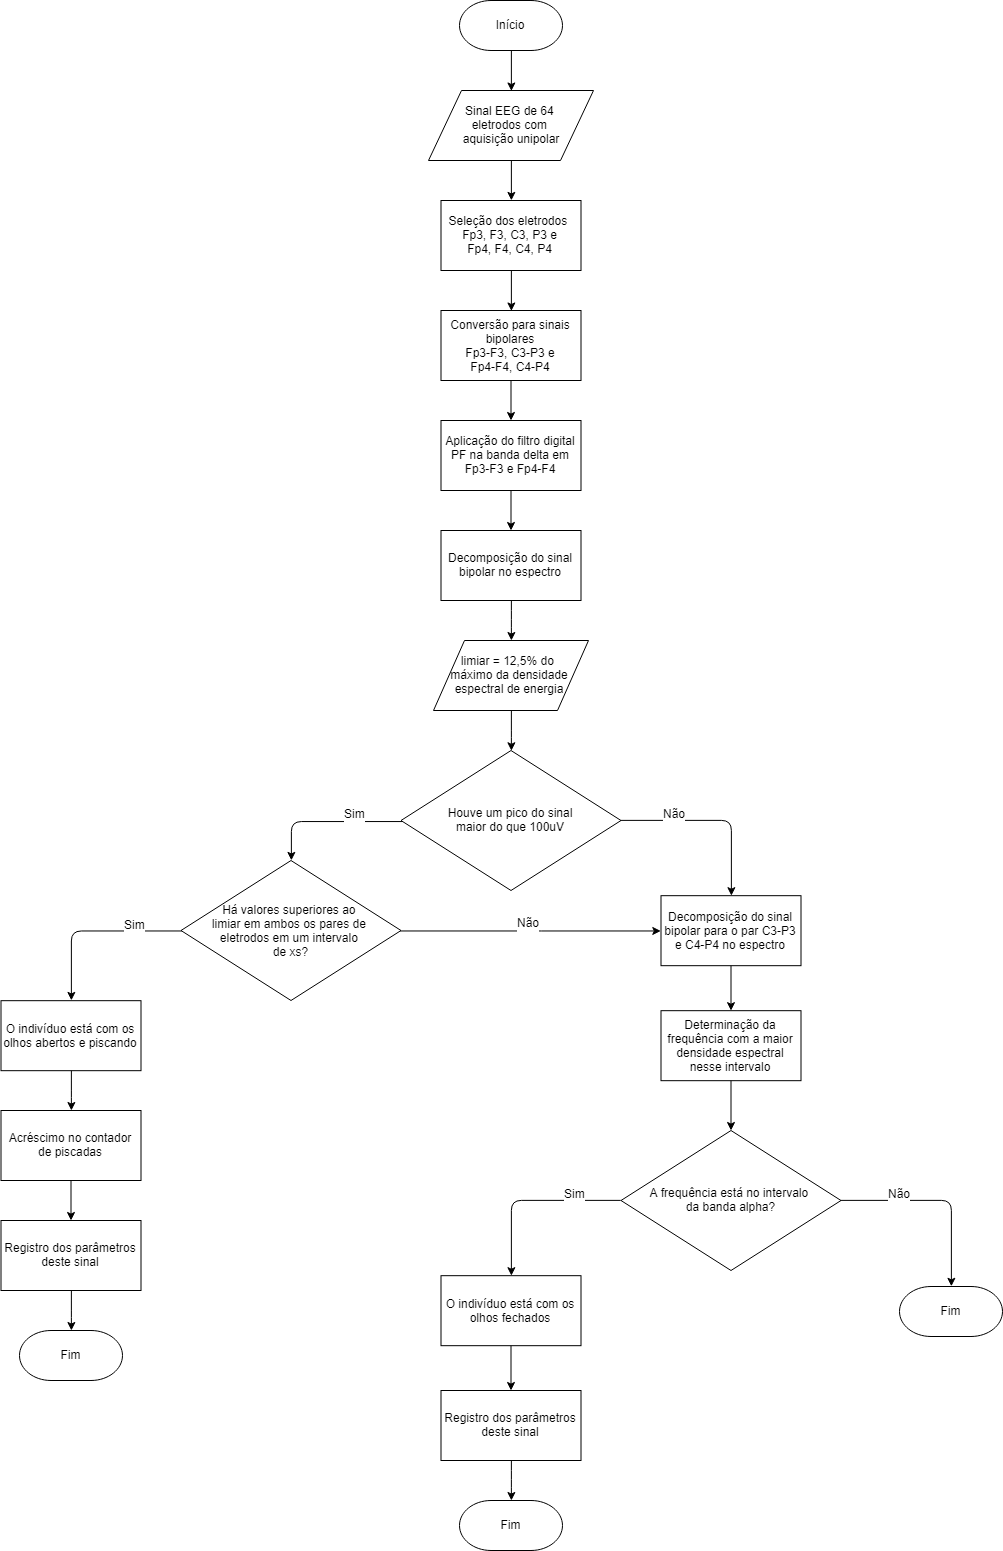 Início
Sinal EEG de 64
eletrodos com
aquisição unipolar
Seleção dos eletrodos
Fp3, F3, C3, P3 e
Fp4, F4, C4, P4
Conversão para sinais
bipolares
Fp3-F3, C3-P3 e
Fp4-F4, C4-P4
Aplicação do filtro digital
PF na banda delta em
Fp3-F3 e Fp4-F4
Decomposição do sinal
bipolar no espectro
limiar = 12,5% do
máximo da densidade
espectral de energia
Houve um pico do sinal
maior do que 100uV
Sim
Não
Há valores superiores ao
limiar em ambos os pares de
eletrodos em um intervalo
de xs?
Sim
Não
Decomposição do sinal
bipolar para o par C3-P3
e C4-P4 no espectro
O indivíduo está com os
olhos abertos e piscando
Determinação da
frequência com a maior
densidade espectral
nesse intervalo
Acréscimo no contador
de piscadas
A frequência está no intervalo
da banda alpha?
Sim
Não
Registro dos parâmetros
deste sinal
O indivíduo está com os
olhos fechados
Fim
Fim
Registro dos parâmetros
deste sinal
Fim